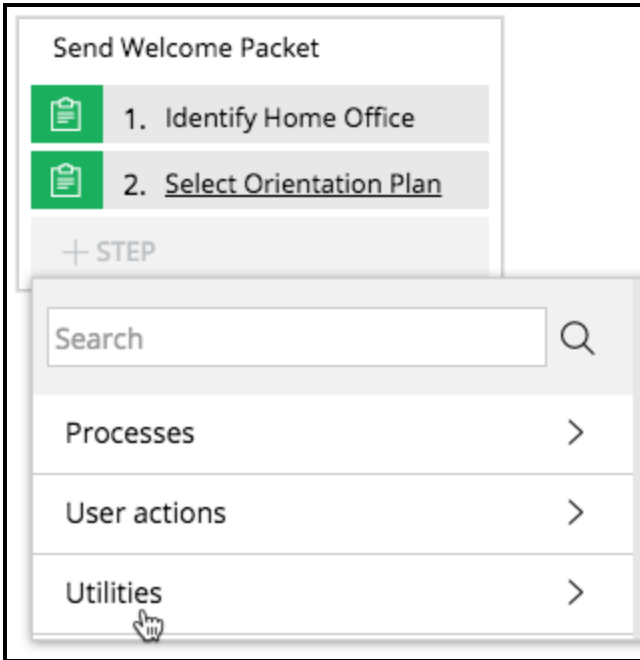 Send Welcome Packet
1. Identify Home Office
2. Select Orientation Plan
+ STEP
Search
Processes
User actions
Utilities